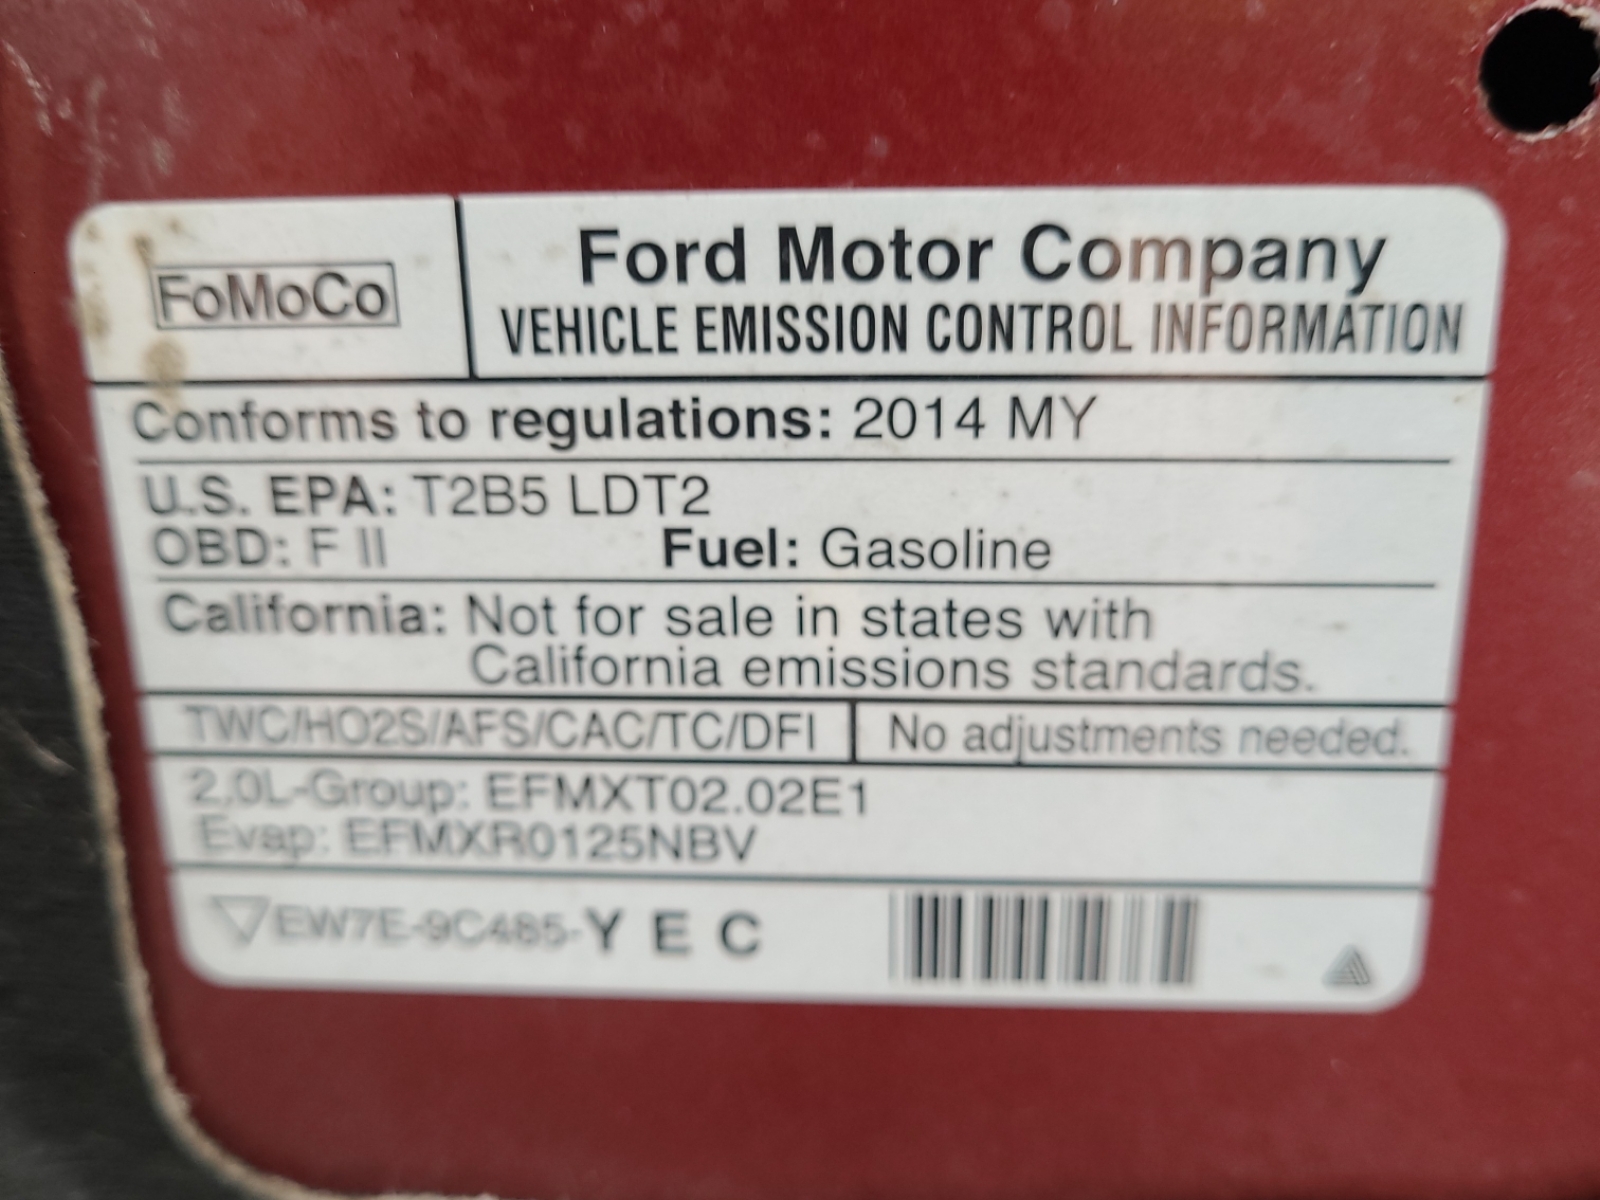 FoMoCo
Ford Motor Company
VEHICLE EMISSION CONTROL INFORMATION
Conforms to regulations: 2014 MY
U.S. EPA: T2B5 LDT2
OBD: F II Fuel: Gasoline
California: Not for sale in states with
California emissions standards.
TWC/HO2S/AFS/CAC/TC/DFI No adjustments needed.
2.0L-Group: EFMXT02.02E1
Evap: EFMXR0125NBV
EW7E-9C485-Y E C